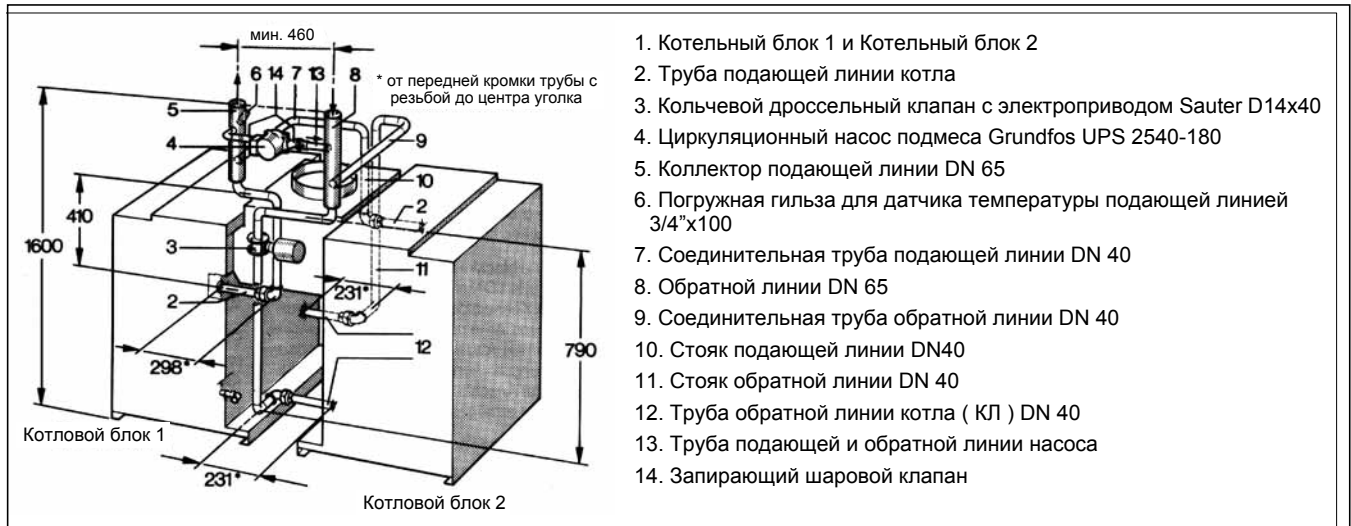 мин. 460
6 14 7 13 8
* от передней кромки трубы с
резьбой до центра уголка
5
4
9
10
2
410
1600
3
11
231*
2
12
790
298*
Котловой блок 1
231*
Котловой блок 2
1. Котельный блок 1 и Котельный блок 2
2. Труба подающей линии котла
3. Кольчевой дроссельный клапан с электроприводом Sauter D14x40
4. Циркуляционный насос подмеса Grundfos UPS 2540-180
5. Коллектор подающей линии DN 65
6. Погружная гильза для датчика температуры подающей линией
3/4”x100
7. Соединительная труба подающей линии DN 40
8. Обратной линии DN 65
9. Соединительная труба обратной линии DN 40
10. Стояк подающей линии DN40
11. Стояк обратной линии DN 40
12. Труба обратной линии котла ( КЛ ) DN 40
13. Труба подающей и обратной линии насоса
14. Запирающий шаровой клапан